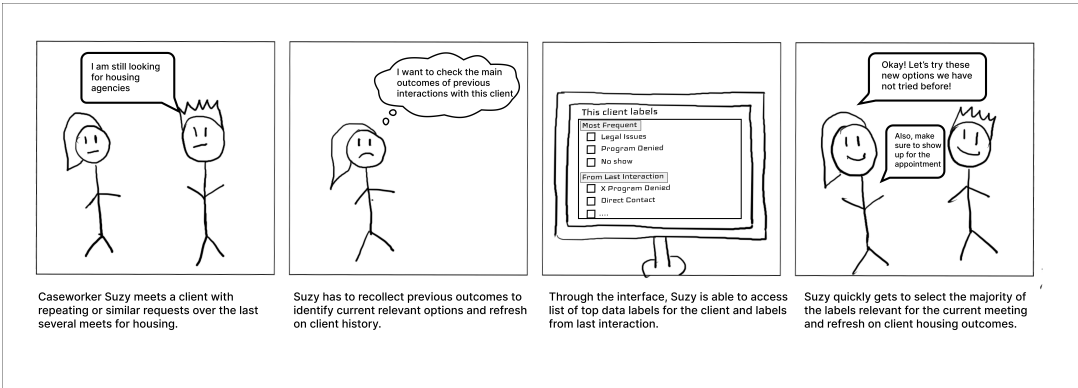 I am still looking
for housing
agencies
Caseworker Suzy meets a client with
repeating or similar requests over the last
several meets for housing.
I want to check the main
outcomes of previous
interactions with this client
Suzy has to recollect previous outcomes to
identify current relevant options and refresh
on client history.
This client labels
Most Frequent
Legal Issues
Program Denied
No show
From Last Interaction
X Program Denied
Direct Contact
....
Through the interface, Suzy is able to access
list of top data labels for the client and labels
from last interaction.
Okay! Let's try these
new options we have
not tried before!
Also, make
sure to show
up for the
appointment
Suzy quickly gets to select the majority of
the labels relevant for the current meeting
and refresh on client housing outcomes.